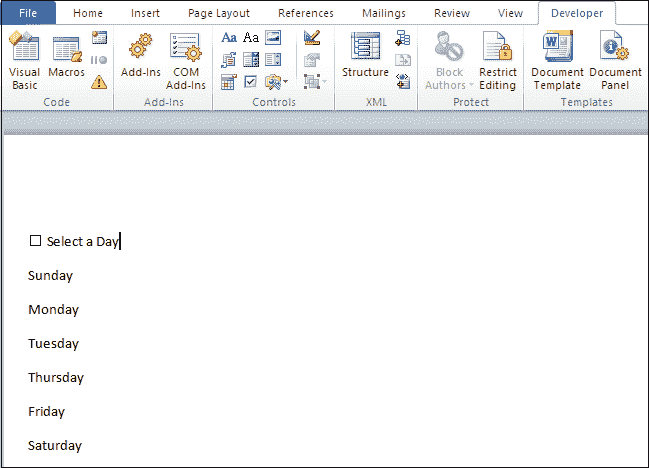 File Home Insert Page Layout References Mailings Review View Developer
Visual Basic Macros Add-Ins COM Add-Ins Aa Aa Structure Block Authors Restrict Editing Document Template Document Panel
Code Add-Ins Controls XML Protect Templates
Select a Day
Sunday
Monday
Tuesday
Thursday
Friday
Saturday